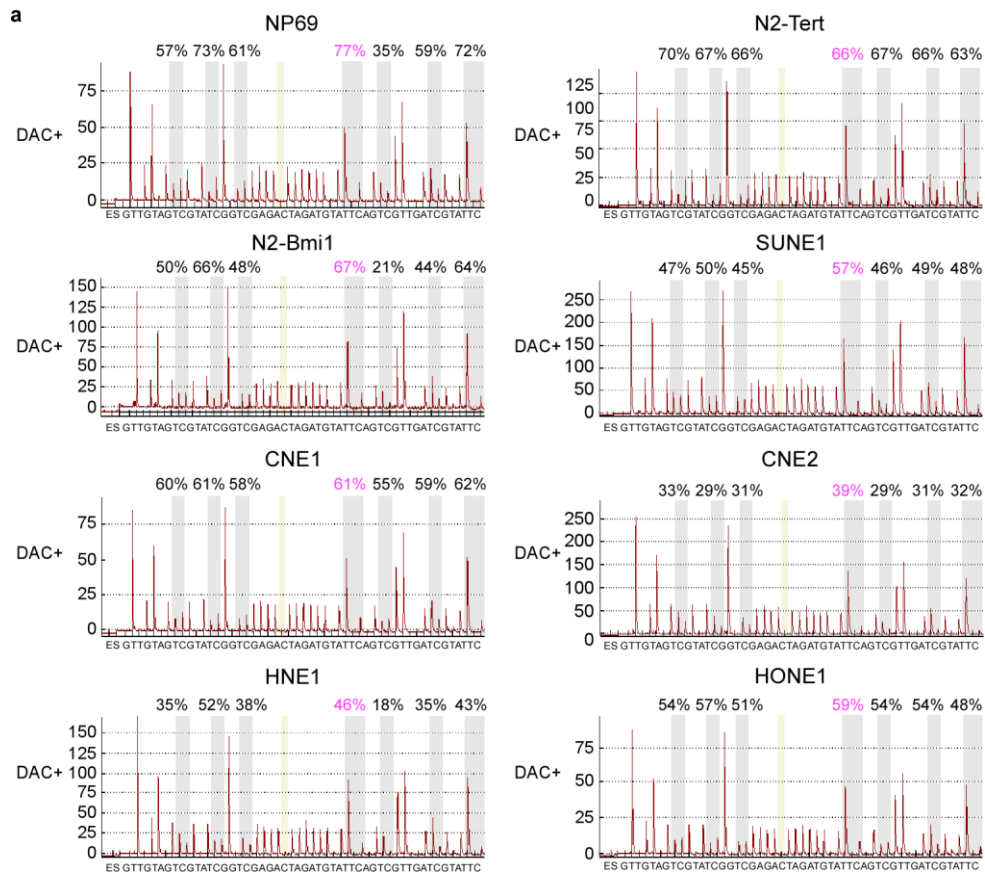 a
NP69
57% 73% 61% 77% 35% 59% 72%
DAC+
75
50
25
0
ES GTTGTAGTCGTATCGGTCGAGACTAGATGTATTCAGTCGTTGATCGTATTC
N2-Tert
70% 67% 66% 66% 67% 66% 63%
DAC+
125
75
50
25
0
ES GTTGTAGTCGTATCGGTCGAGACTAGATGTATTCAGTCGTTGATCGTATTC
N2-Bmi1
50% 66% 48% 67% 21% 44% 64%
DAC+
150
125
100
75
50
25
0
ES GTTGTAGTCGTATCGGTCGAGACTAGATGTATTCAGTCGTTGATCGTATTC
SUNE1
47% 50% 45% 57% 46% 49% 48%
DAC+
250
200
150
100
50
0
ES GTTGTAGTCGTATCGGTCGAGACTAGATGTATTCAGTCGTTGATCGTATTC
CNE1
60% 61% 58% 61% 55% 59% 62%
DAC+
75
50
25
0
ES GTTGTAGTCGTATCGGTCGAGACTAGATGTATTCAGTCGTTGATCGTATTC
CNE2
33% 29% 31% 39% 29% 31% 32%
DAC+
250
200
150
100
50
0
ES GTTGTAGTCGTATCGGTCGAGACTAGATGTATTCAGTCGTTGATCGTATTC
HNE1
35% 52% 38% 46% 18% 35% 43%
DAC+
150
100
75
50
25
0
ES GTTGTAGTCGTATCGGTCGAGACTAGATGTATTCAGTCGTTGATCGTATTC
HONE1
54% 57% 51% 59% 54% 54% 48%
DAC+
75
50
25
0
ES GTTGTAGTCGTATCGGTCGAGACTAGATGTATTCAGTCGTTGATCGTATTC